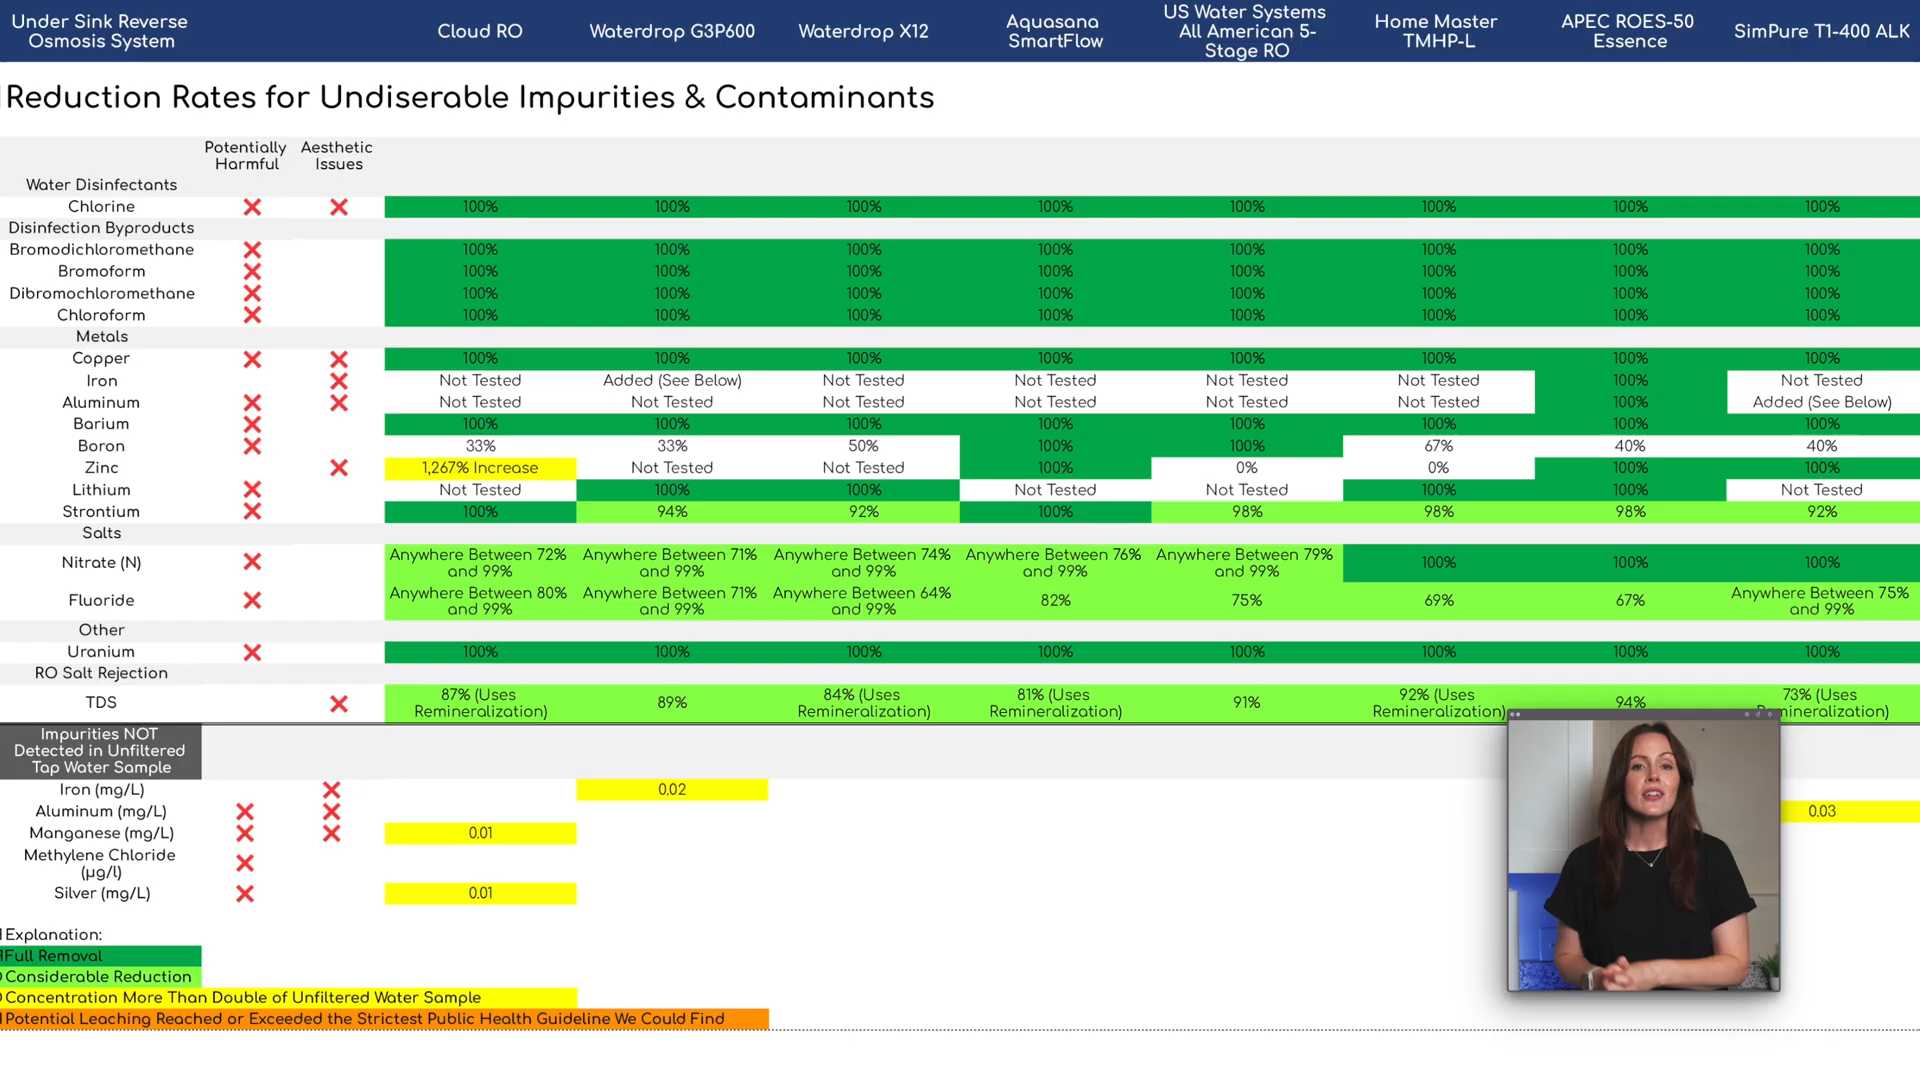 Under Sink Reverse Osmosis System Cloud RO Waterdrop G3P600 Waterdrop X12 Aquasana SmartFlow US Water Systems All American 5-Stage RO Home Master TMHP-L APEC ROES-50 Essence SimPure T1-400 ALK
Reduction Rates for Undiserable Impurities & Contaminants
Potentially Harmful Aesthetic Issues
Water Disinfectants
Chlorine ❌ ❌ 100% 100% 100% 100% 100% 100% 100% 100%
Disinfection Byproducts
Bromodichloromethane ❌ 100% 100% 100% 100% 100% 100% 100% 100%
Bromoform ❌ 100% 100% 100% 100% 100% 100% 100% 100%
Dibromochloromethane ❌ 100% 100% 100% 100% 100% 100% 100% 100%
Chloroform ❌ 100% 100% 100% 100% 100% 100% 100% 100%
Metals
Copper ❌ ❌ 100% 100% 100% 100% 100% 100% 100% 100%
Iron ❌ Not Tested Added (See Below) Not Tested Not Tested Not Tested Not Tested 100% Not Tested
Aluminum ❌ ❌ Not Tested Not Tested Not Tested Not Tested Not Tested Not Tested 100% Added (See Below)
Barium ❌ 100% 100% 100% 100% 100% 100% 100% 100%
Boron ❌ 33% 33% 50% 100% 100% 67% 40% 40%
Zinc ❌ 1,267% Increase Not Tested Not Tested 100% 0% 0% 100% 100%
Lithium ❌ Not Tested 100% 100% Not Tested Not Tested 100% 100% Not Tested
Strontium ❌ 100% 94% 92% 100% 98% 98% 98% 92%
Salts
Nitrate (N) ❌ Anywhere Between 72% and 99% Anywhere Between 71% and 99% Anywhere Between 74% and 99% Anywhere Between 76% and 99% Anywhere Between 79% and 99% 100% 100% 100%
Fluoride ❌ Anywhere Between 80% and 99% Anywhere Between 71% and 99% Anywhere Between 64% and 99% 82% 75% 69% 67% Anywhere Between 75% and 99%
Other
Uranium ❌ 100% 100% 100% 100% 100% 100% 100% 100%
RO Salt Rejection
TDS ❌ 87% (Uses Remineralization) 89% 84% (Uses Remineralization) 81% (Uses Remineralization) 91% 92% (Uses Remineralization) 94% 73% (Uses Remineralization)
Impurities NOT Detected in Unfiltered Tap Water Sample
Iron (mg/L) ❌ 0.02
Aluminum (mg/L) ❌ ❌ 0.03
Manganese (mg/L) ❌ ❌ 0.01
Methylene Chloride (µg/l) ❌
Silver (mg/L) ❌ 0.01
Explanation:
Full Removal
Considerable Reduction
Concentration More Than Double of Unfiltered Water Sample
Potential Leaching Reached or Exceeded the Strictest Public Health Guideline We Could Find